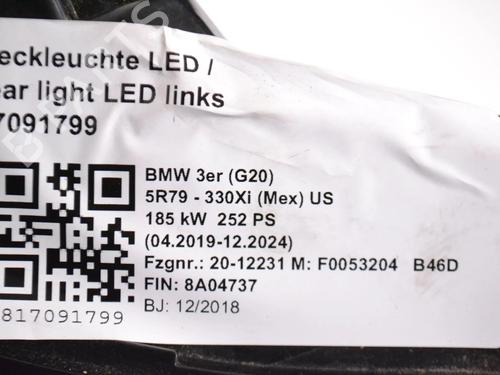 eckleuchte LED /
ear light LED links
7091799
BMW 3er (G20)
5R79 - 330Xi (Mex) US
185 kW 252 PS
(04.2019-12.2024)
Fzgnr.: 20-12231 M: F0053204 B46D
FIN: 8A04737
BJ: 12/2018
817091799